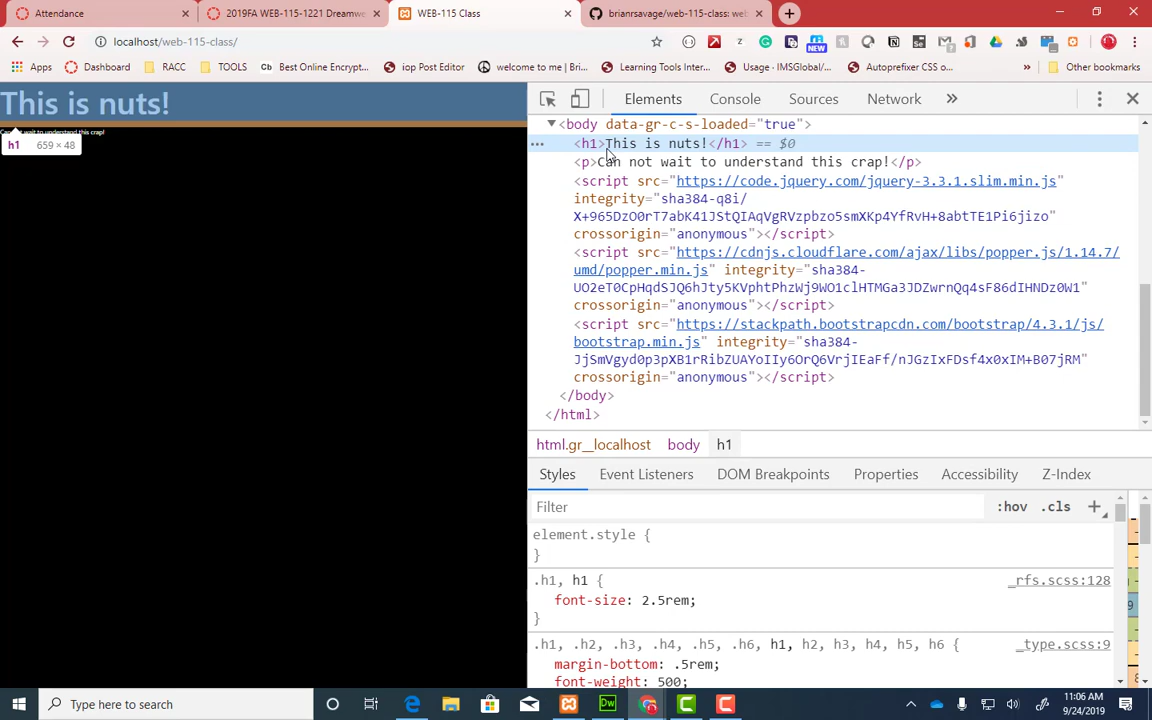 Attendance
2019FA WEB-115-1221 Dreamwe
WEB-115 Class
brianrsavage/web-115-class: web
localhost/web-115-class/
NEW
Apps Dashboard RACC TOOLS Cb Best Online Encrypt... iop Post Editor welcome to me | Bri... Learning Tools Inter... Usage · IMSGlobal/... Autoprefixer CSS o... » Other bookmarks
This is nuts!
h1 659 × 48
Elements Console Sources Network »
<body data-gr-c-s-loaded="true">
<h1>This is nuts!</h1> == $0
<p>Can not wait to understand this crap!</p>
<script src="https://code.jquery.com/jquery-3.3.1.slim.min.js"
integrity="sha384-q8i/
X+965DzO0rT7abK41JStQIAqVgRVzpbzo5smXKp4YfRvH+8abtTE1Pi6jizo"
crossorigin="anonymous"></script>
<script src="https://cdnjs.cloudflare.com/ajax/libs/popper.js/1.14.7/
umd/popper.min.js" integrity="sha384-
UO2eT0CpHqdSJQ6hJty5KVphtPhzWj9WO1clHTMGa3JDZwrnQq4sF86dIHNDz0W1"
crossorigin="anonymous"></script>
<script src="https://stackpath.bootstrapcdn.com/bootstrap/4.3.1/js/
bootstrap.min.js" integrity="sha384-
JjSmVgyd0p3pXB1rRibZUAYoIIy6OrQ6VrjIEaFf/nJGzIxFDsf4x0xIM+B07jRM"
crossorigin="anonymous"></script>
</body>
</html>
html.gr__localhost body h1
Styles Event Listeners DOM Breakpoints Properties Accessibility Z-Index
Filter :hov .cls
element.style {
}
.h1, h1 { _rfs.scss:128
font-size: 2.5rem;
}
.h1, .h2, .h3, .h4, .h5, .h6, h1, h2, h3, h4, h5, h6 { _type.scss:9
margin-bottom: .5rem;
font-weight: 500;
Type here to search
Dw
11:06 AM
9/24/2019